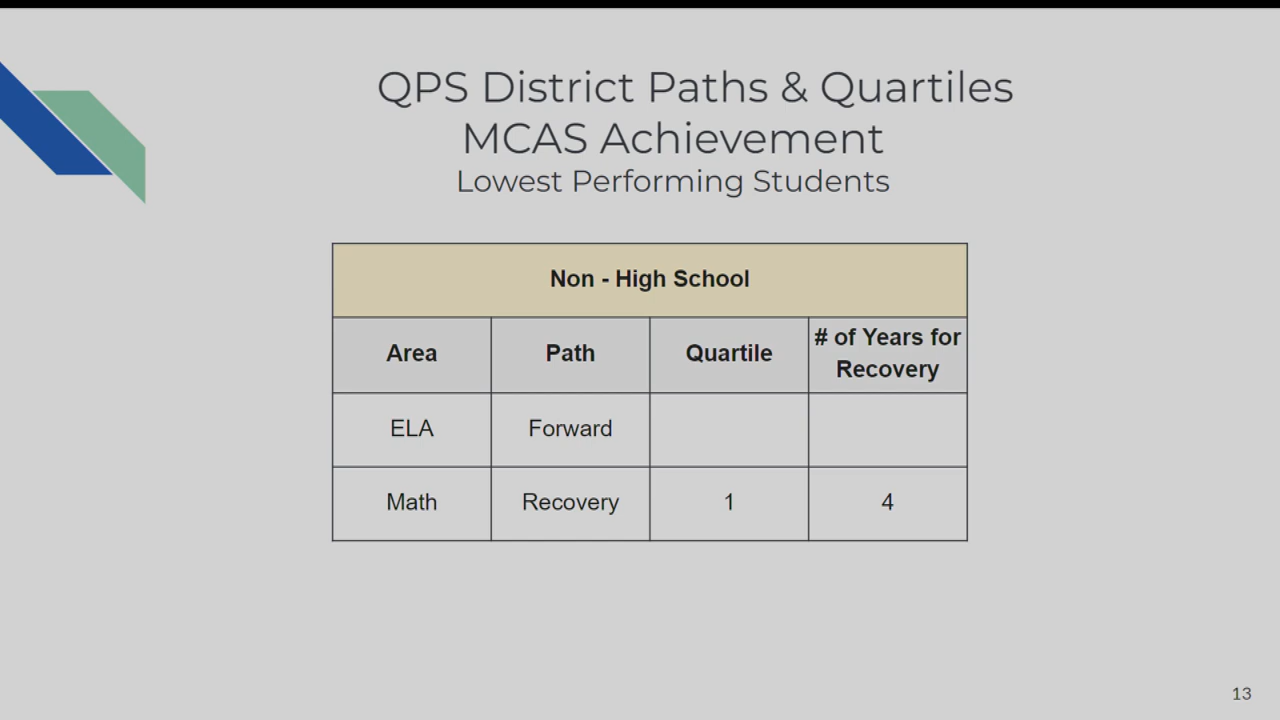 QPS District Paths & Quartiles
MCAS Achievement
Lowest Performing Students
Non - High School
Area Path Quartile # of Years for
Recovery
ELA Forward
Math Recovery 1 4
13